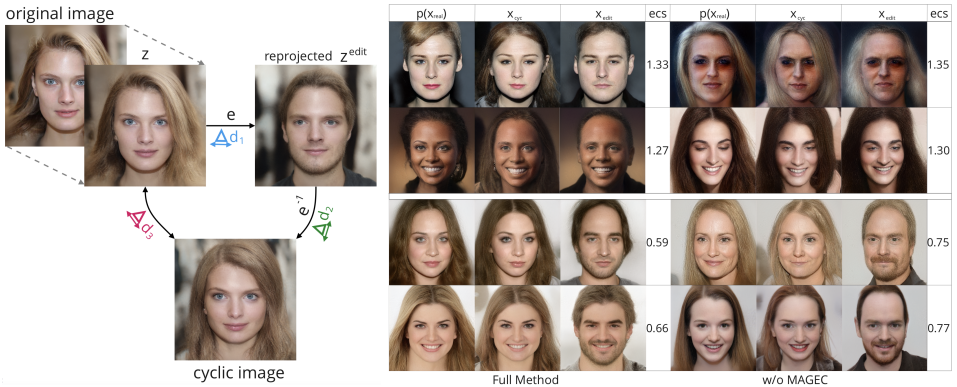 original image
z
reprojected z^edit
e
Δd₁
e⁻¹
Δd₂
Δd₃
cyclic image
p(x_real) x_cyc x_edit ecs p(x_real) x_cyc x_edit ecs
1.33 1.35
1.27 1.30
0.59 0.75
0.66 0.77
Full Method w/o MAGEC